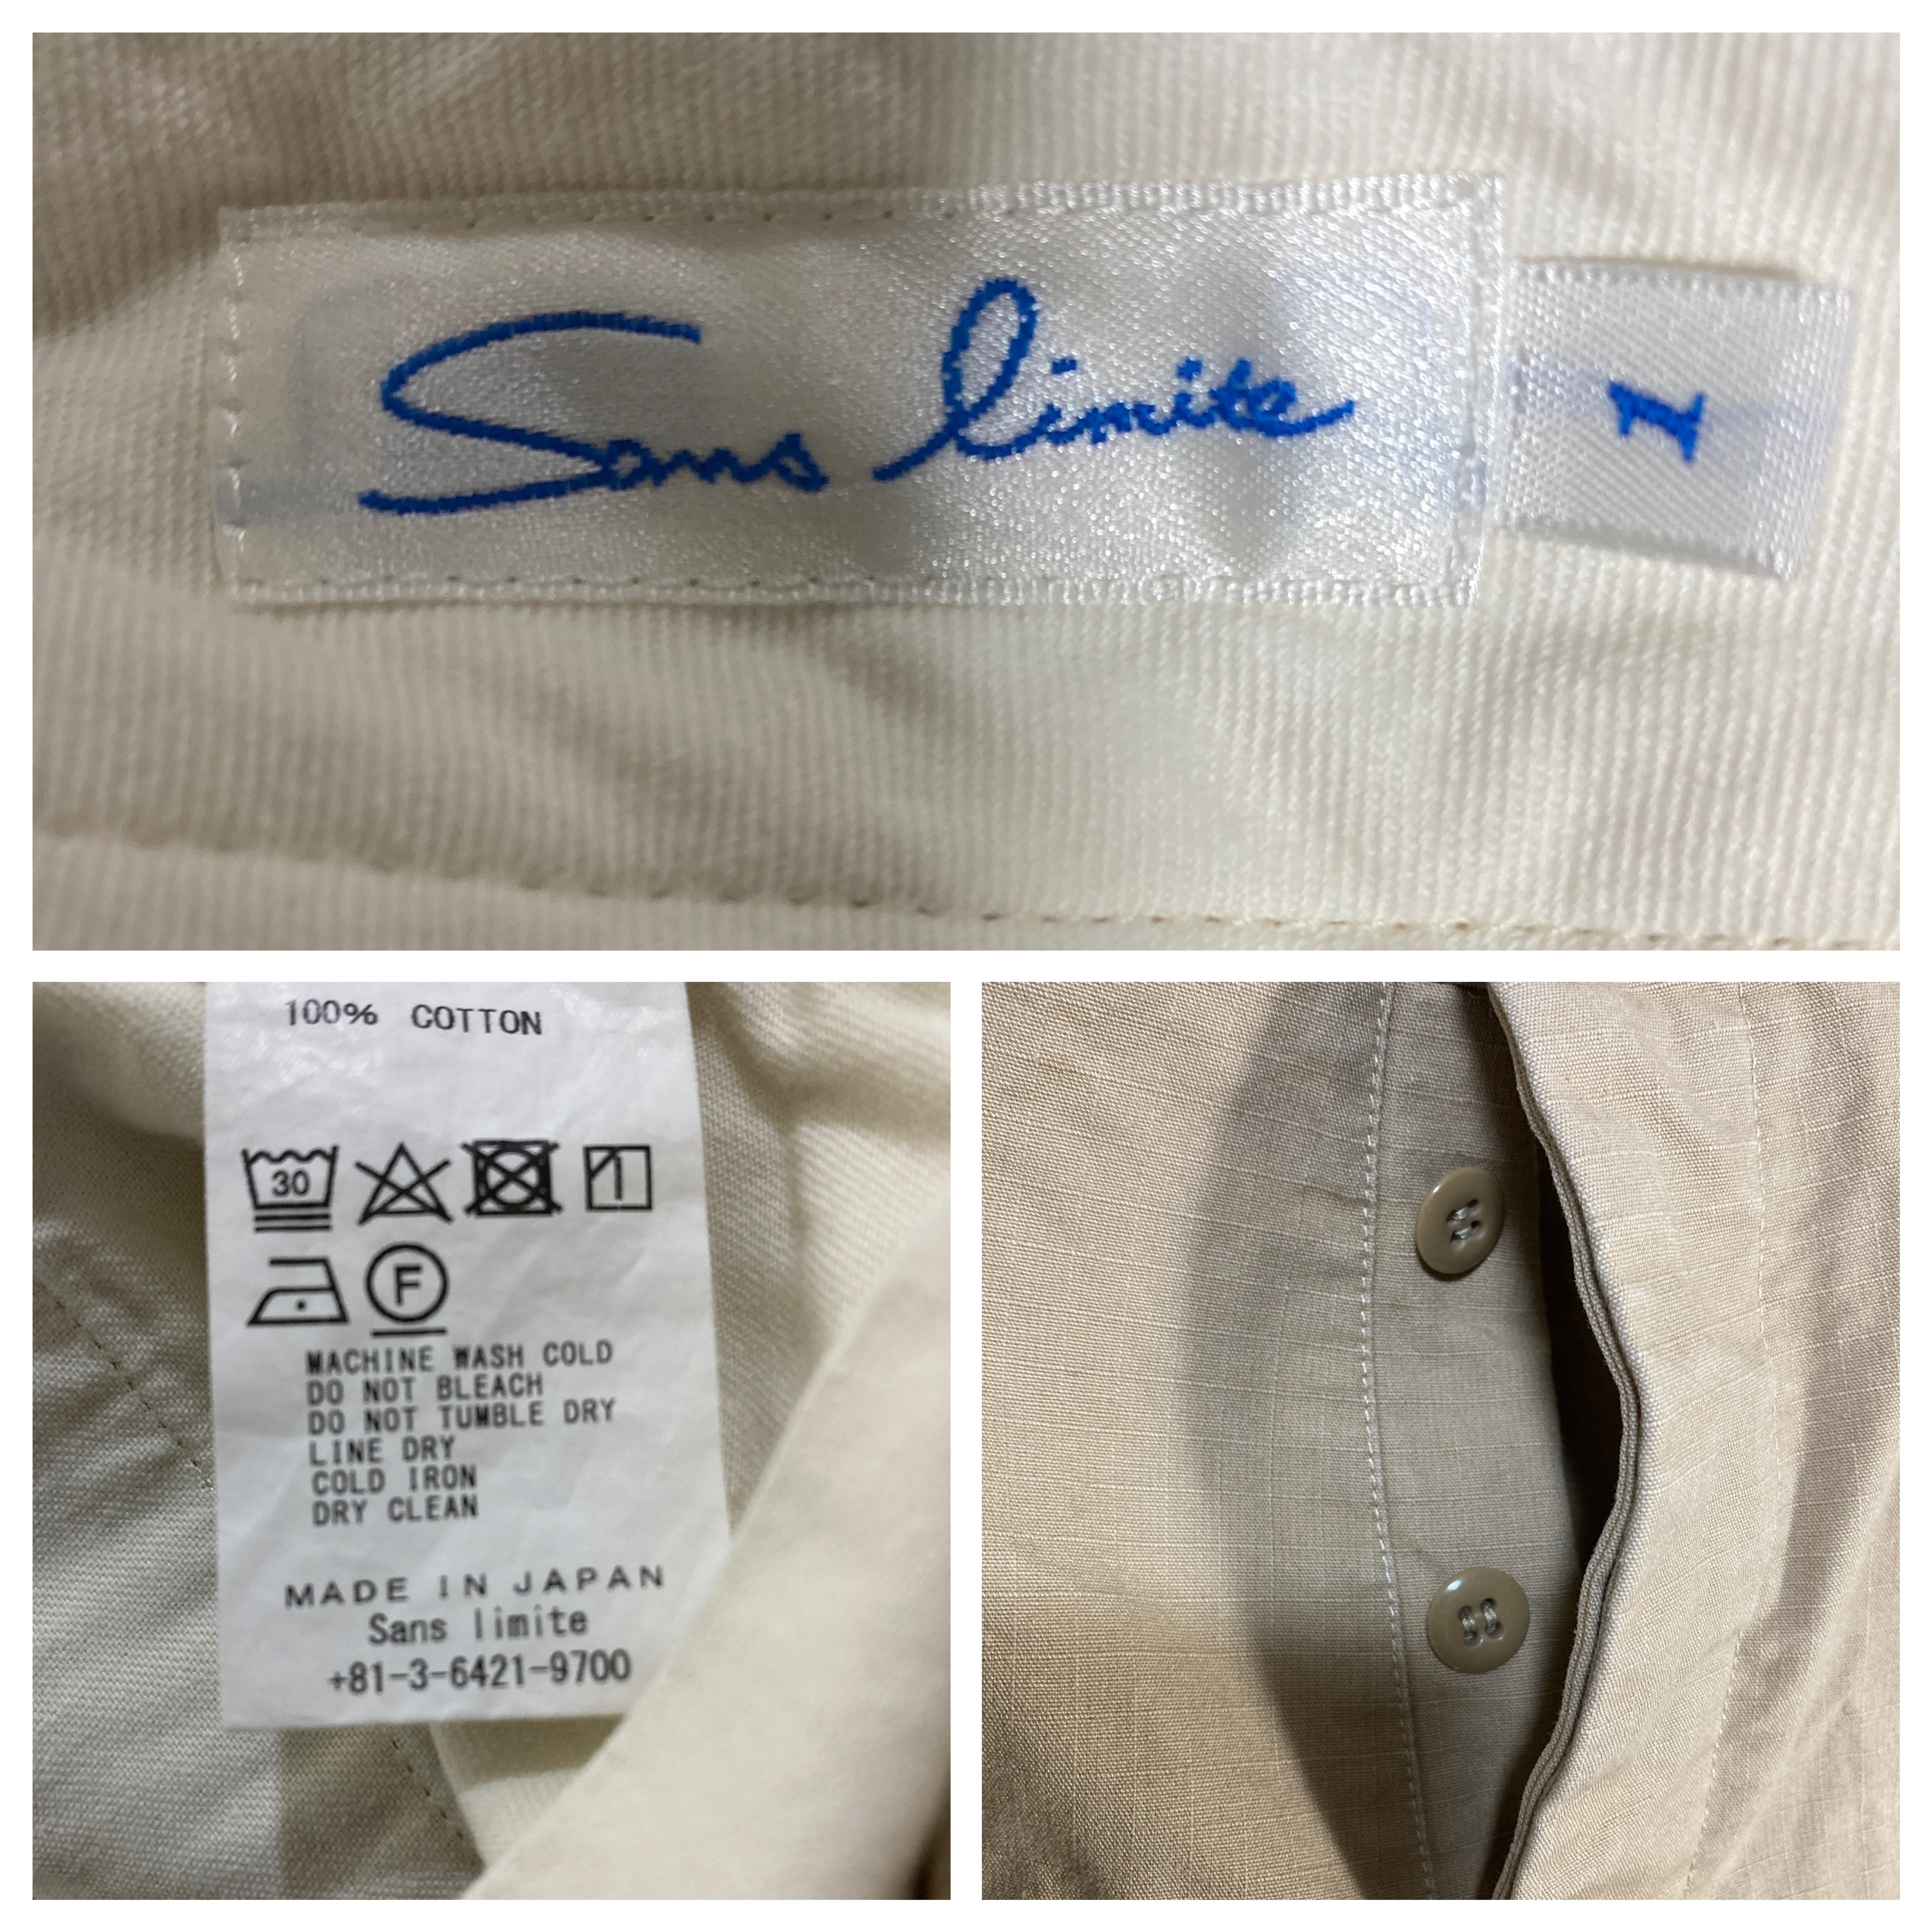 Sans limite
1
100% COTTON
30
F
MACHINE WASH COLD
DO NOT BLEACH
DO NOT TUMBLE DRY
LINE DRY
COLD IRON
DRY CLEAN
MADE IN JAPAN
Sans limite
+81-3-6421-9700